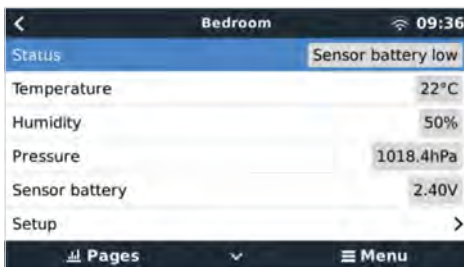 Bedroom 09:36
Status Sensor battery low
Temperature 22°C
Humidity 50%
Pressure 1018.4hPa
Sensor battery 2.40V
Setup
Pages Menu